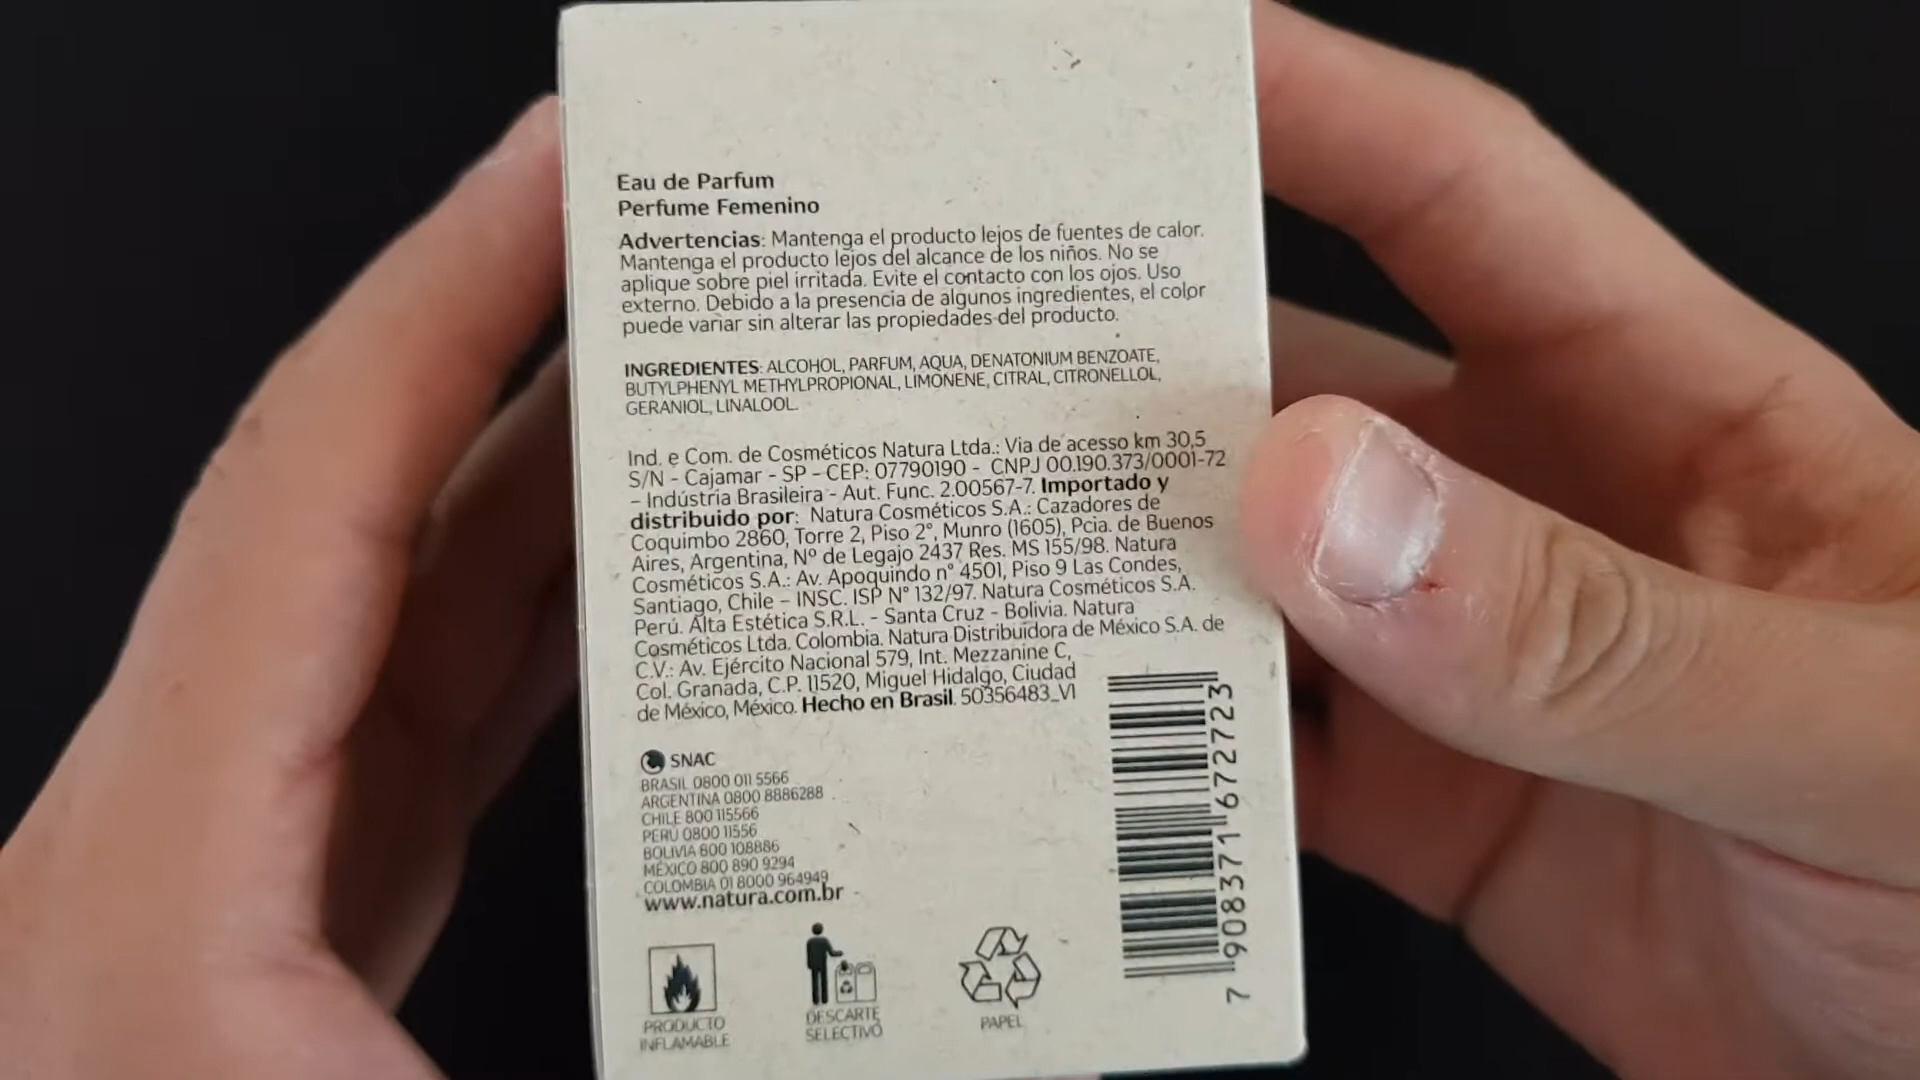 Eau de Parfum
Perfume Femenino
Advertencias: Mantenga el producto lejos de fuentes de calor.
Mantenga el producto lejos del alcance de los niños. No se
aplique sobre piel irritada. Evite el contacto con los ojos. Uso
externo. Debido a la presencia de algunos ingredientes, el color
puede variar sin alterar las propiedades del producto.
INGREDIENTES: ALCOHOL, PARFUM, AQUA, DENATONIUM BENZOATE,
BUTYLPHENYL METHYLPROPIONAL, LIMONENE, CITRAL, CITRONELLOL,
GERANIOL, LINALOOL.
Ind. e Com. de Cosméticos Natura Ltda.: Via de acesso km 30,5
S/N - Cajamar - SP - CEP: 07790190 - CNPJ 00.190.373/0001-72
– Indústria Brasileira - Aut. Func. 2.00567-7. Importado y
distribuido por: Natura Cosméticos S.A.: Cazadores de
Coquimbo 2860, Torre 2, Piso 2°, Munro (1605), Pcia. de Buenos
Aires, Argentina, Nº de Legajo 2437 Res. MS 155/98. Natura
Cosméticos S.A.: Av. Apoquindo n° 4501, Piso 9 Las Condes,
Santiago, Chile – INSC. ISP N° 132/97. Natura Cosméticos S.A.
Perú. Alta Estética S.R.L. - Santa Cruz - Bolivia. Natura
Cosméticos Ltda. Colombia. Natura Distribuidora de México S.A. de
C.V.: Av. Ejército Nacional 579, Int. Mezzanine C,
Col. Granada, C.P. 11520, Miguel Hidalgo, Ciudad
de México, México. Hecho en Brasil. 50356483_V1
SNAC
BRASIL 0800 011 5566
ARGENTINA 0800 8886288
CHILE 800 115566
PERÚ 0800 11556
BOLIVIA 800 108886
MÉXICO 800 890 9294
COLOMBIA 01 8000 964949
www.natura.com.br
7 908371 672723
PRODUCTO
INFLAMABLE
DESCARTE
SELECTIVO
PAPEL